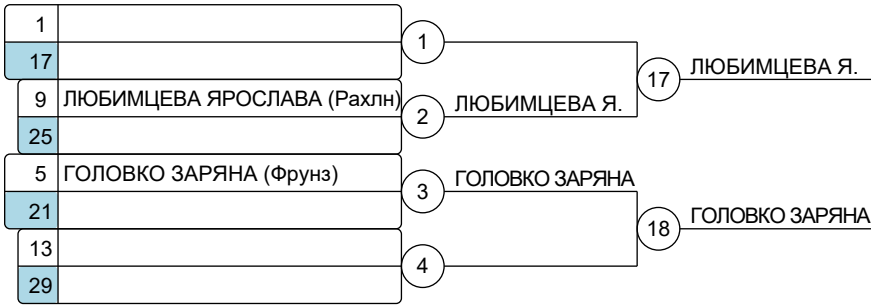 1
1
17
17 ЛЮБИМЦЕВА Я.
9 ЛЮБИМЦЕВА ЯРОСЛАВА (Рахлн)
2 ЛЮБИМЦЕВА Я.
25
5 ГОЛОВКО ЗАРЯНА (Фрунз)
3 ГОЛОВКО ЗАРЯНА
21
18 ГОЛОВКО ЗАРЯНА
13
4
29